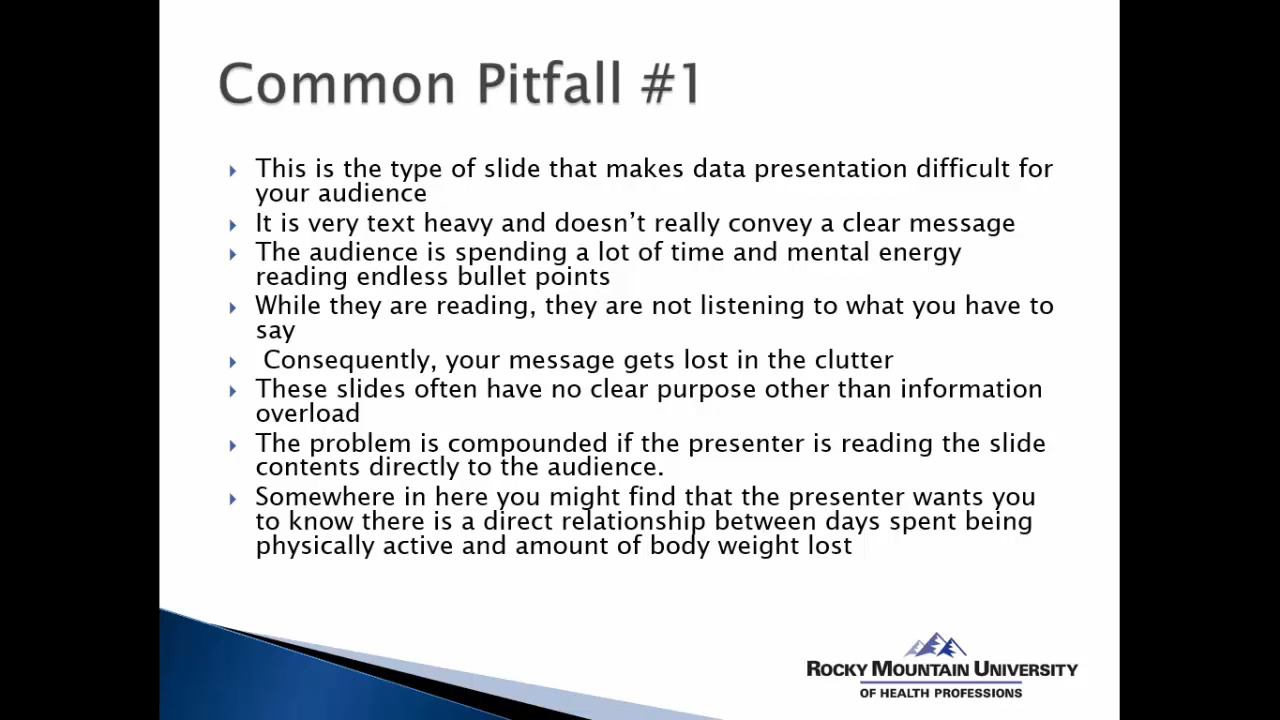 Common Pitfall #1
This is the type of slide that makes data presentation difficult for
your audience
It is very text heavy and doesn’t really convey a clear message
The audience is spending a lot of time and mental energy
reading endless bullet points
While they are reading, they are not listening to what you have to
say
Consequently, your message gets lost in the clutter
These slides often have no clear purpose other than information
overload
The problem is compounded if the presenter is reading the slide
contents directly to the audience.
Somewhere in here you might find that the presenter wants you
to know there is a direct relationship between days spent being
physically active and amount of body weight lost
ROCKY MOUNTAIN UNIVERSITY
OF HEALTH PROFESSIONS